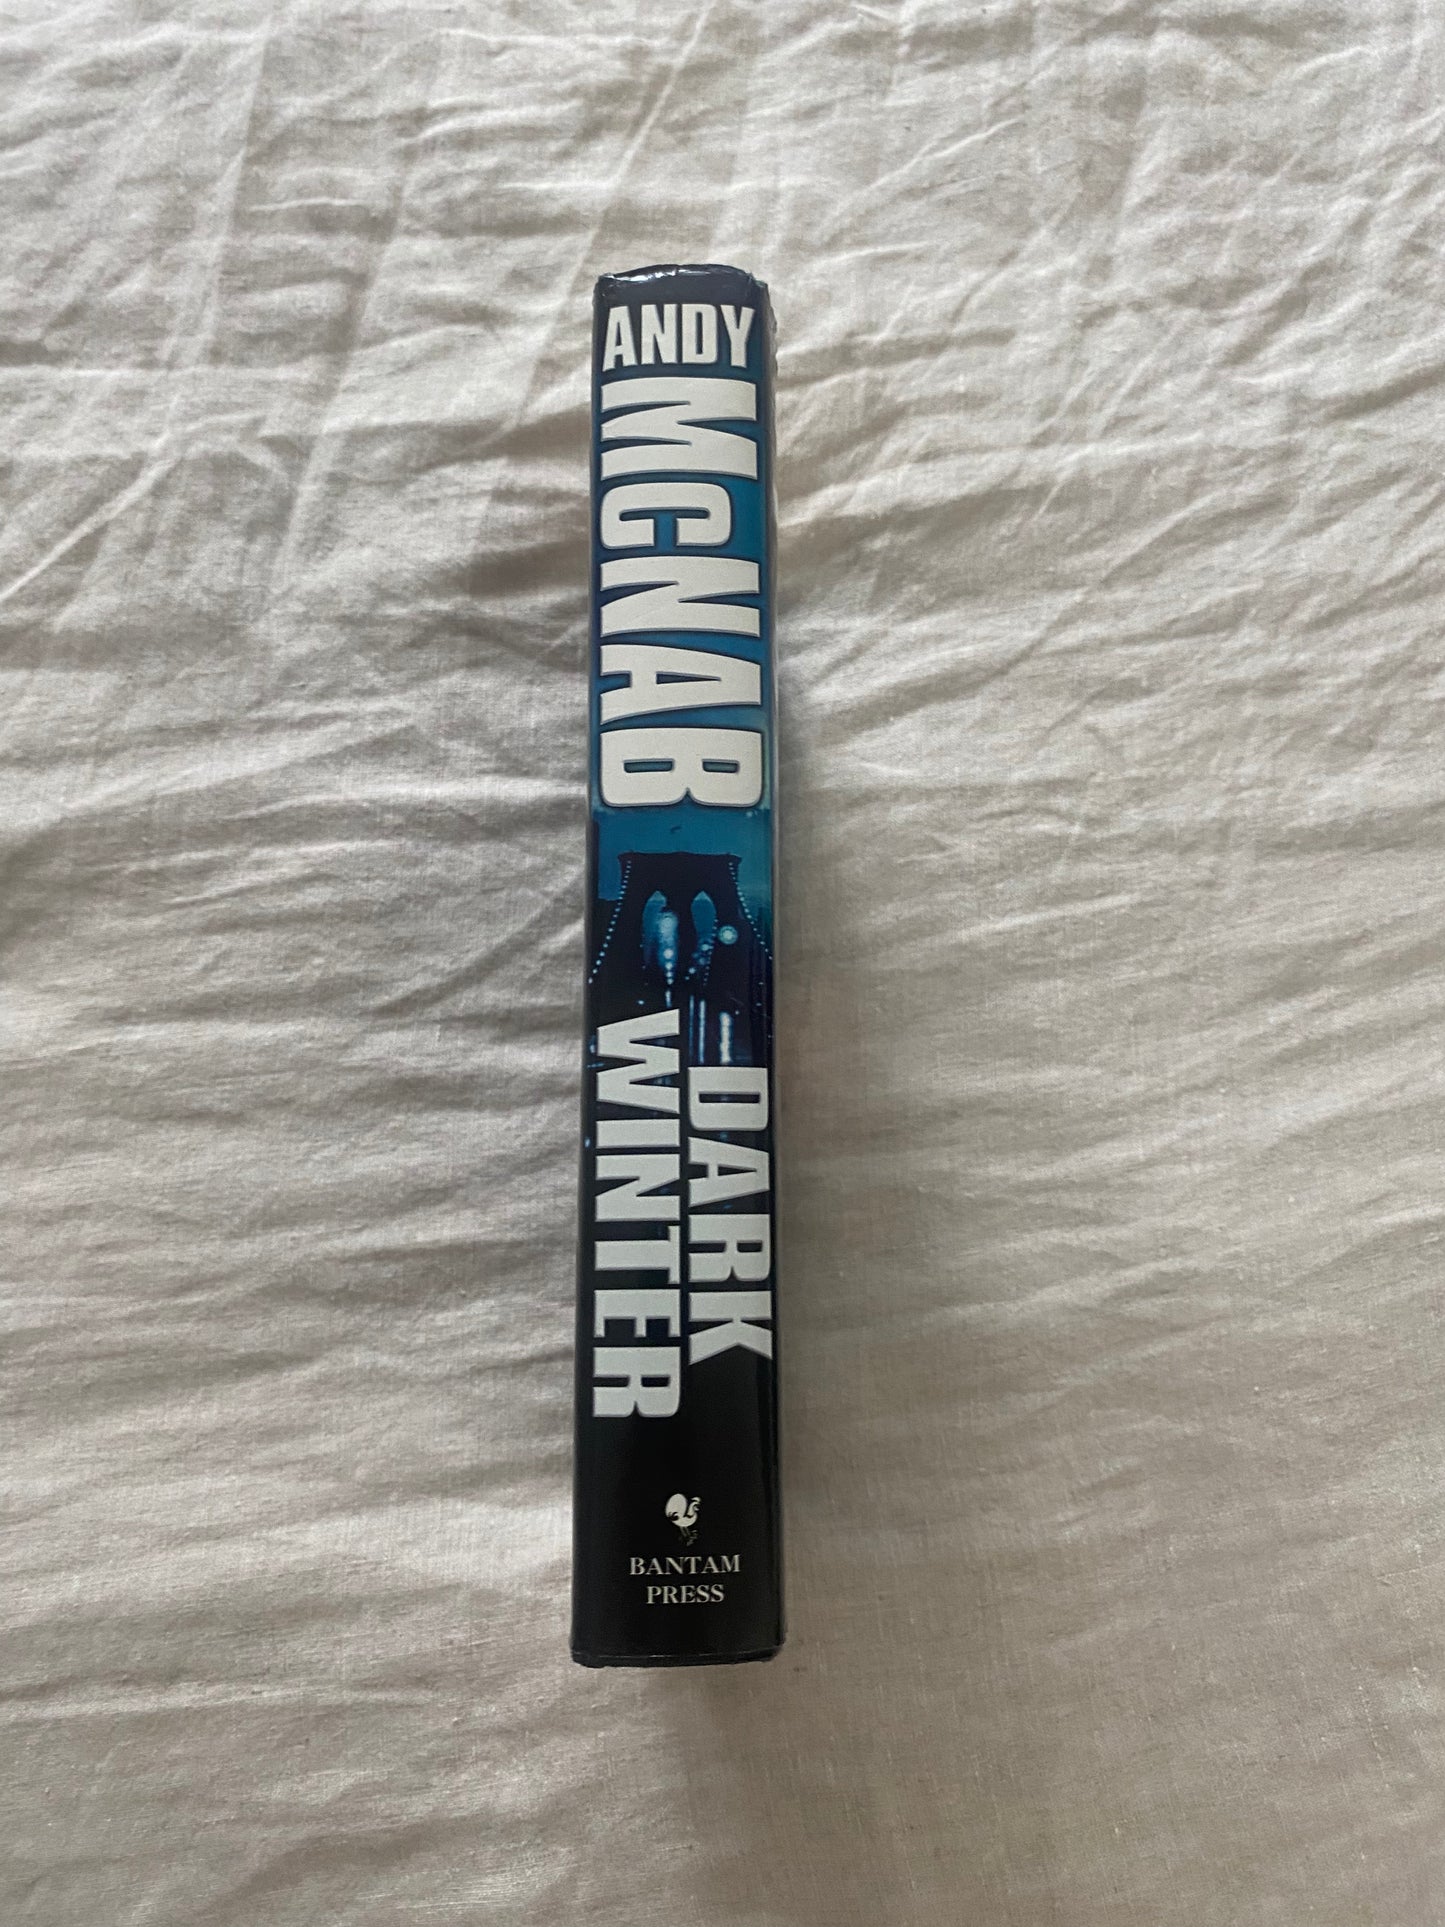 ANDY
MCNAB
DARK
WINTER
BANTAM
PRESS